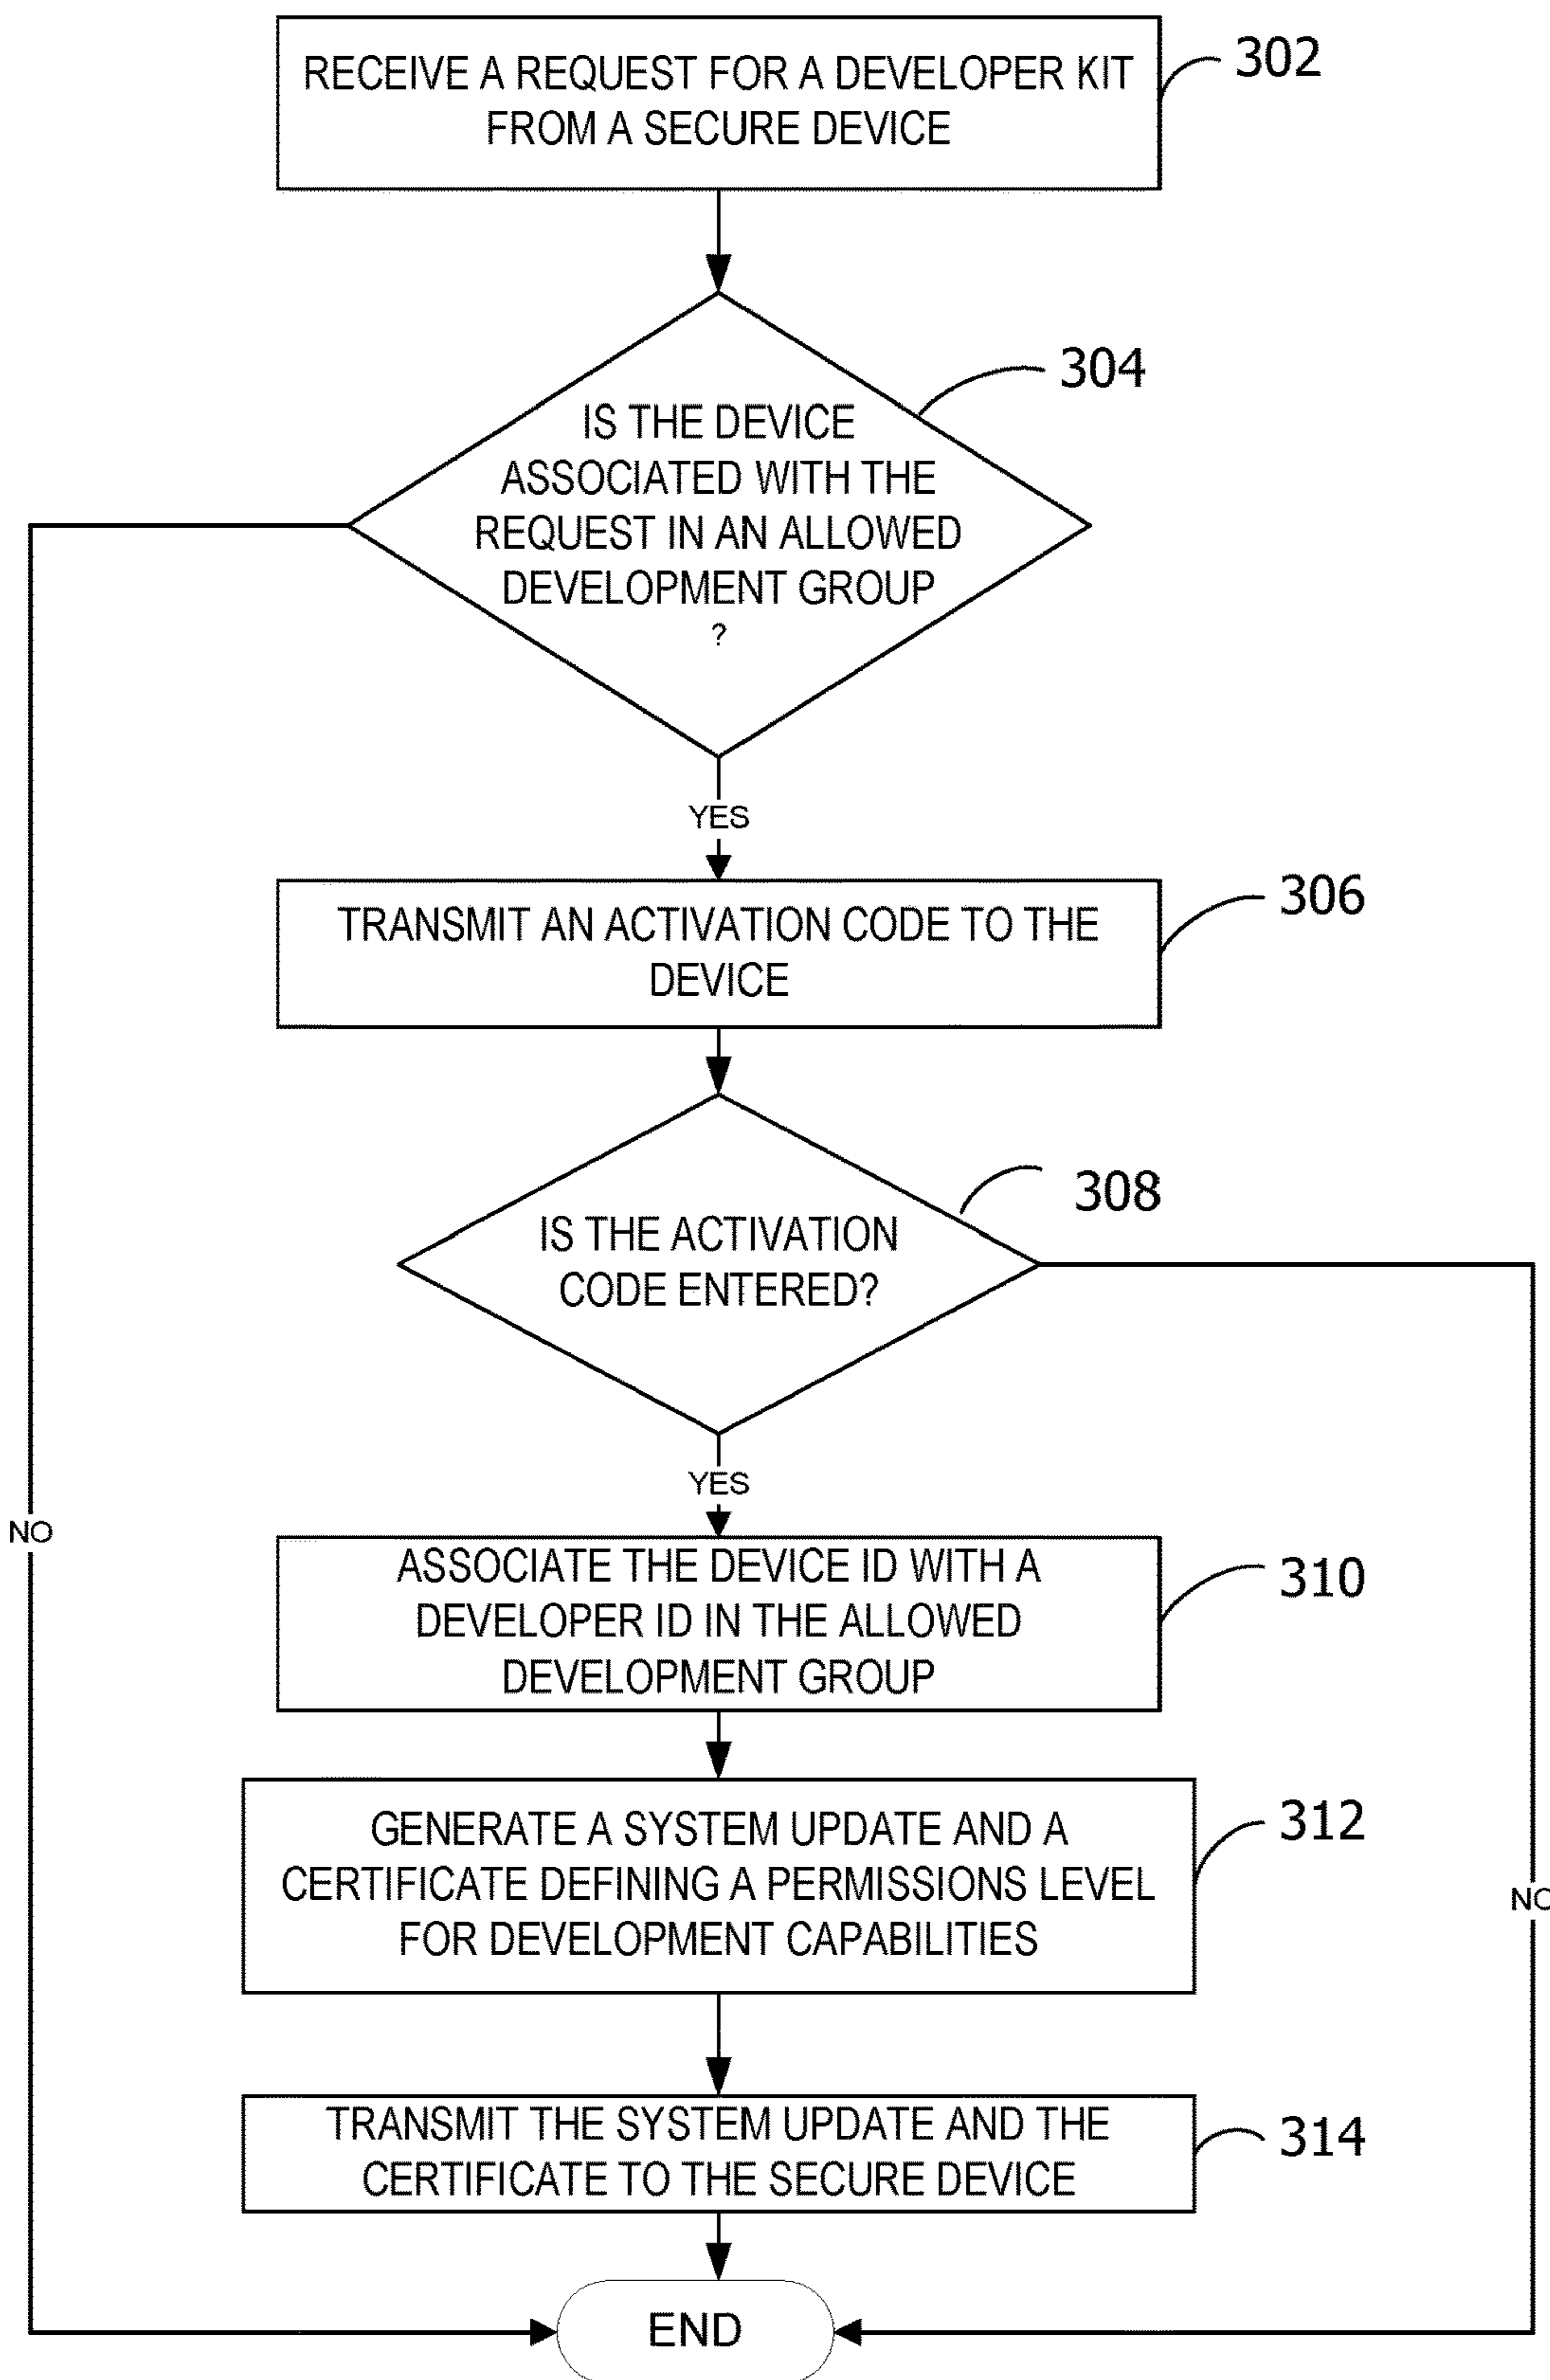 RECEIVE A REQUEST FOR A DEVELOPER KIT
FROM A SECURE DEVICE
302
304
IS THE DEVICE
ASSOCIATED WITH THE
REQUEST IN AN ALLOWED
DEVELOPMENT GROUP
?
YES
306
TRANSMIT AN ACTIVATION CODE TO THE
DEVICE
308
IS THE ACTIVATION
CODE ENTERED?
YES
NO
ASSOCIATE THE DEVICE ID WITH A
DEVELOPER ID IN THE ALLOWED
DEVELOPMENT GROUP
310
GENERATE A SYSTEM UPDATE AND A
CERTIFICATE DEFINING A PERMISSIONS LEVEL
FOR DEVELOPMENT CAPABILITIES
312
NO
TRANSMIT THE SYSTEM UPDATE AND THE
CERTIFICATE TO THE SECURE DEVICE
314
END